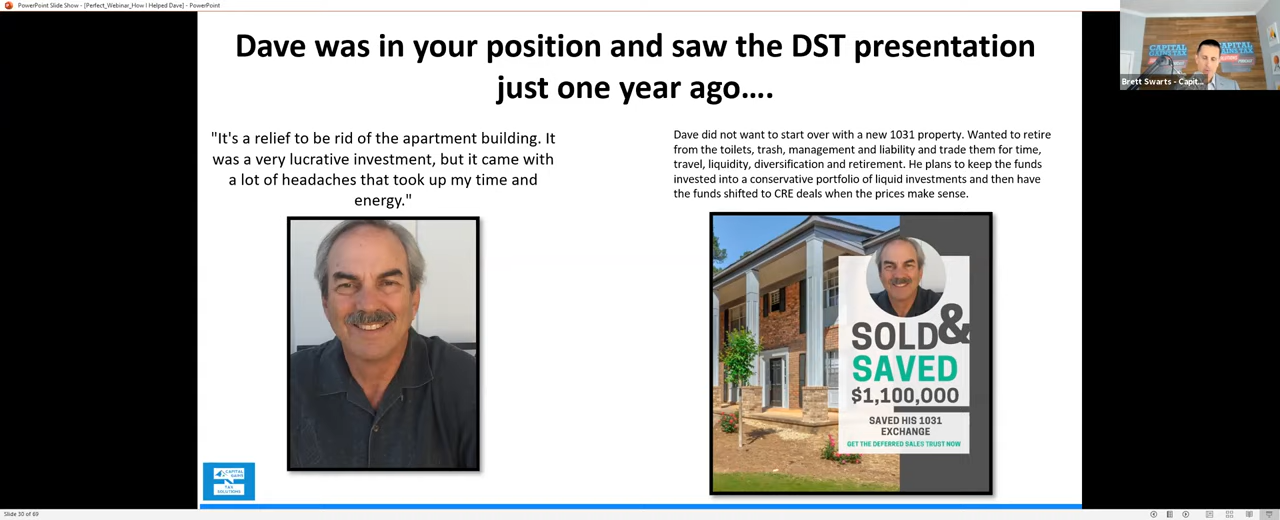 PowerPoint Slide Show - [Perfect_Webinar_How I Helped Dave] - PowerPoint
Dave was in your position and saw the DST presentation
just one year ago....
Brett Swarts - Capit...
"It's a relief to be rid of the apartment building. It
was a very lucrative investment, but it came with
a lot of headaches that took up my time and
energy."
Dave did not want to start over with a new 1031 property. Wanted to retire
from the toilets, trash, management and liability and trade them for time,
travel, liquidity, diversification and retirement. He plans to keep the funds
invested into a conservative portfolio of liquid investments and then have
the funds shifted to CRE deals when the prices make sense.
SOLD &
SAVED
$1,100,000
SAVED HIS 1031
EXCHANGE
GET THE DEFERRED SALES TRUST NOW
CAPITAL
GAINS
TAX
SOLUTIONS
Slide 30 of 69